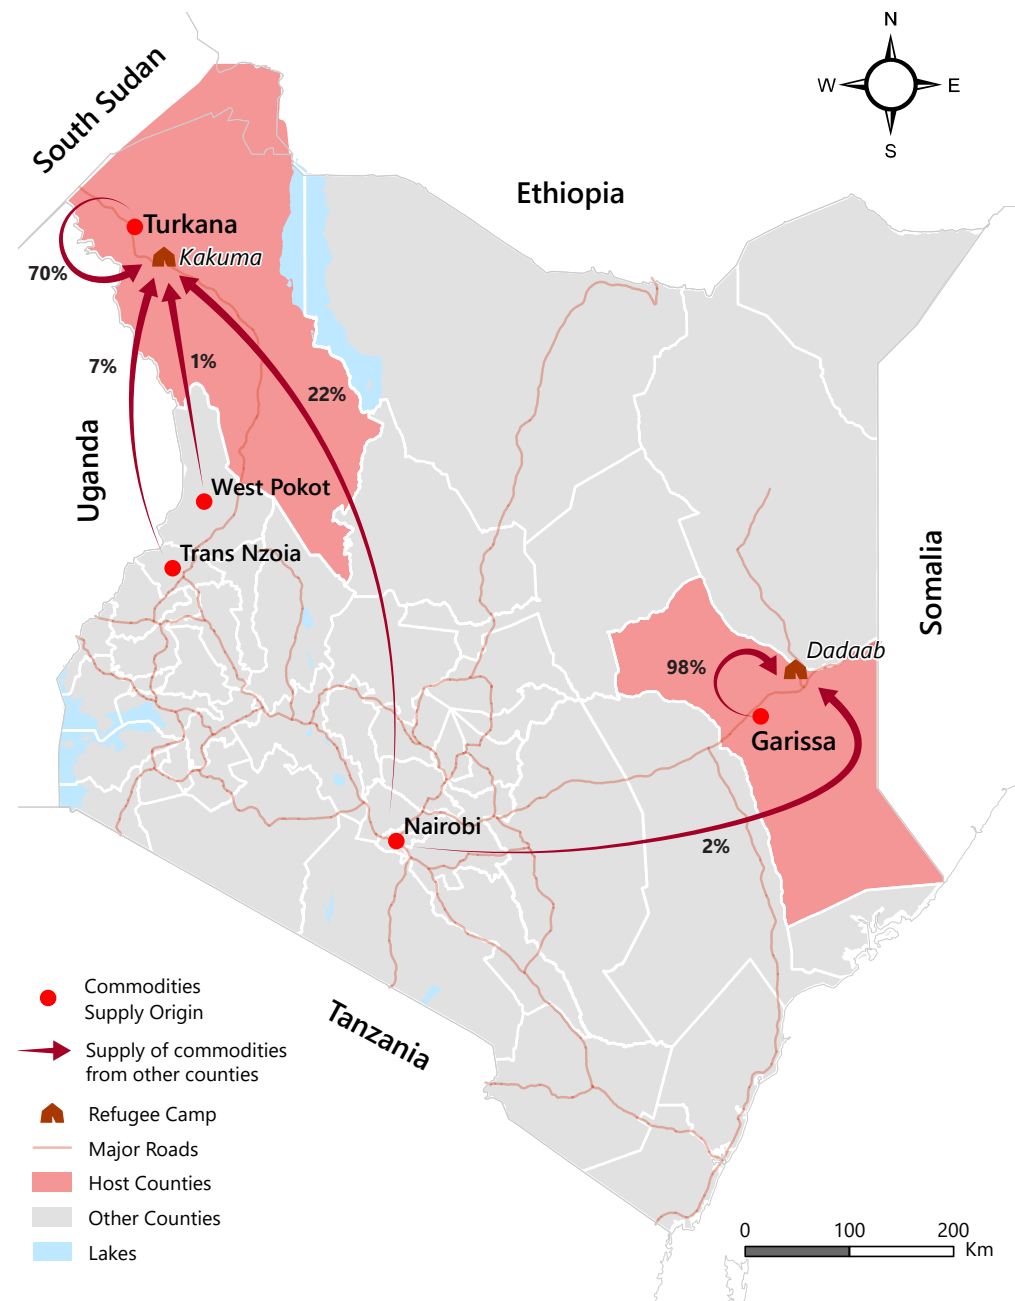 N
W
E
S
South Sudan
Ethiopia
Turkana
Kakuma
70%
7%
1%
22%
Uganda
West Pokot
Trans Nzoia
Somalia
Dadaab
98%
Garissa
Nairobi
2%
Tanzania
Commodities
Supply Origin
Supply of commodities
from other counties
Refugee Camp
Major Roads
Host Counties
Other Counties
Lakes
0 100 200
Km